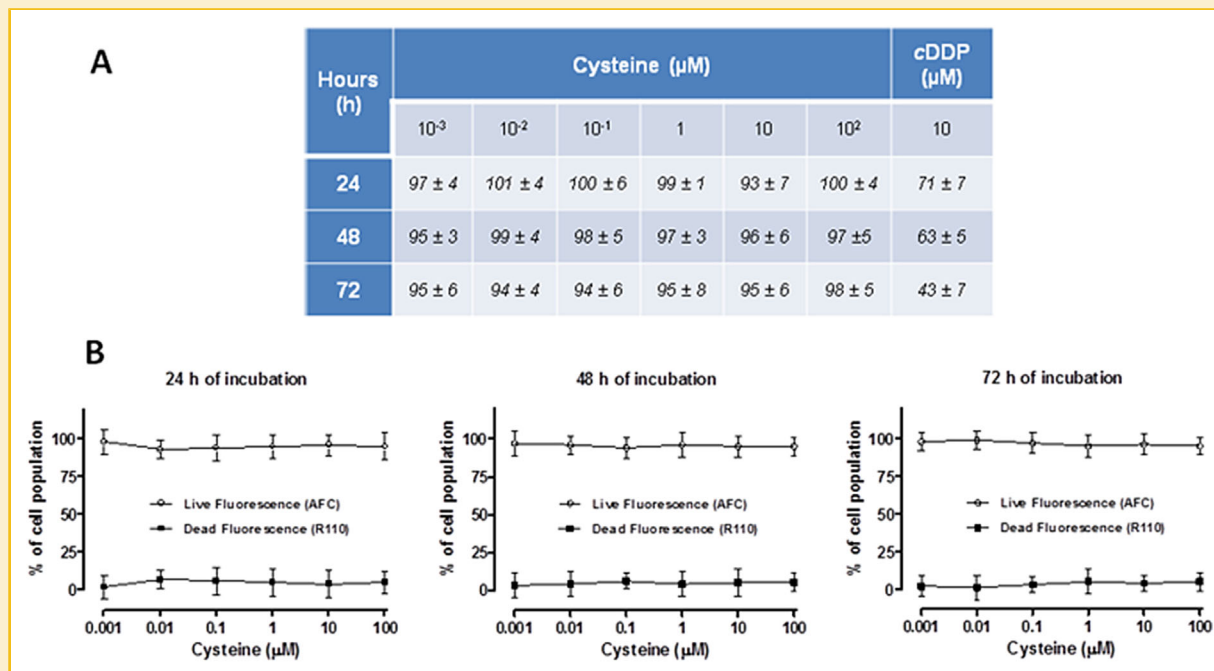 A
Hours (h) Cysteine (µM) cDDP (µM)
10⁻³ 10⁻² 10⁻¹ 1 10 10² 10
24 97 ± 4 101 ± 4 100 ± 6 99 ± 1 93 ± 7 100 ± 4 71 ± 7
48 95 ± 3 99 ± 4 98 ± 5 97 ± 3 96 ± 6 97 ±5 63 ± 5
72 95 ± 6 94 ± 4 94 ± 6 95 ± 8 95 ± 6 98 ± 5 43 ± 7
B
24 h of incubation
% of cell population
100
75
50
25
0
Live Fluorescence (AFC)
Dead Fluorescence (R110)
0.001 0.01 0.1 1 10 100
Cysteine (µM)
48 h of incubation
% of cell population
100
75
50
25
0
Live Fluorescence (AFC)
Dead Fluorescence (R110)
0.001 0.01 0.1 1 10 100
Cysteine (µM)
72 h of incubation
% of cell population
100
75
50
25
0
Live Fluorescence (AFC)
Dead Fluorescence (R110)
0.001 0.01 0.1 1 10 100
Cysteine (µM)